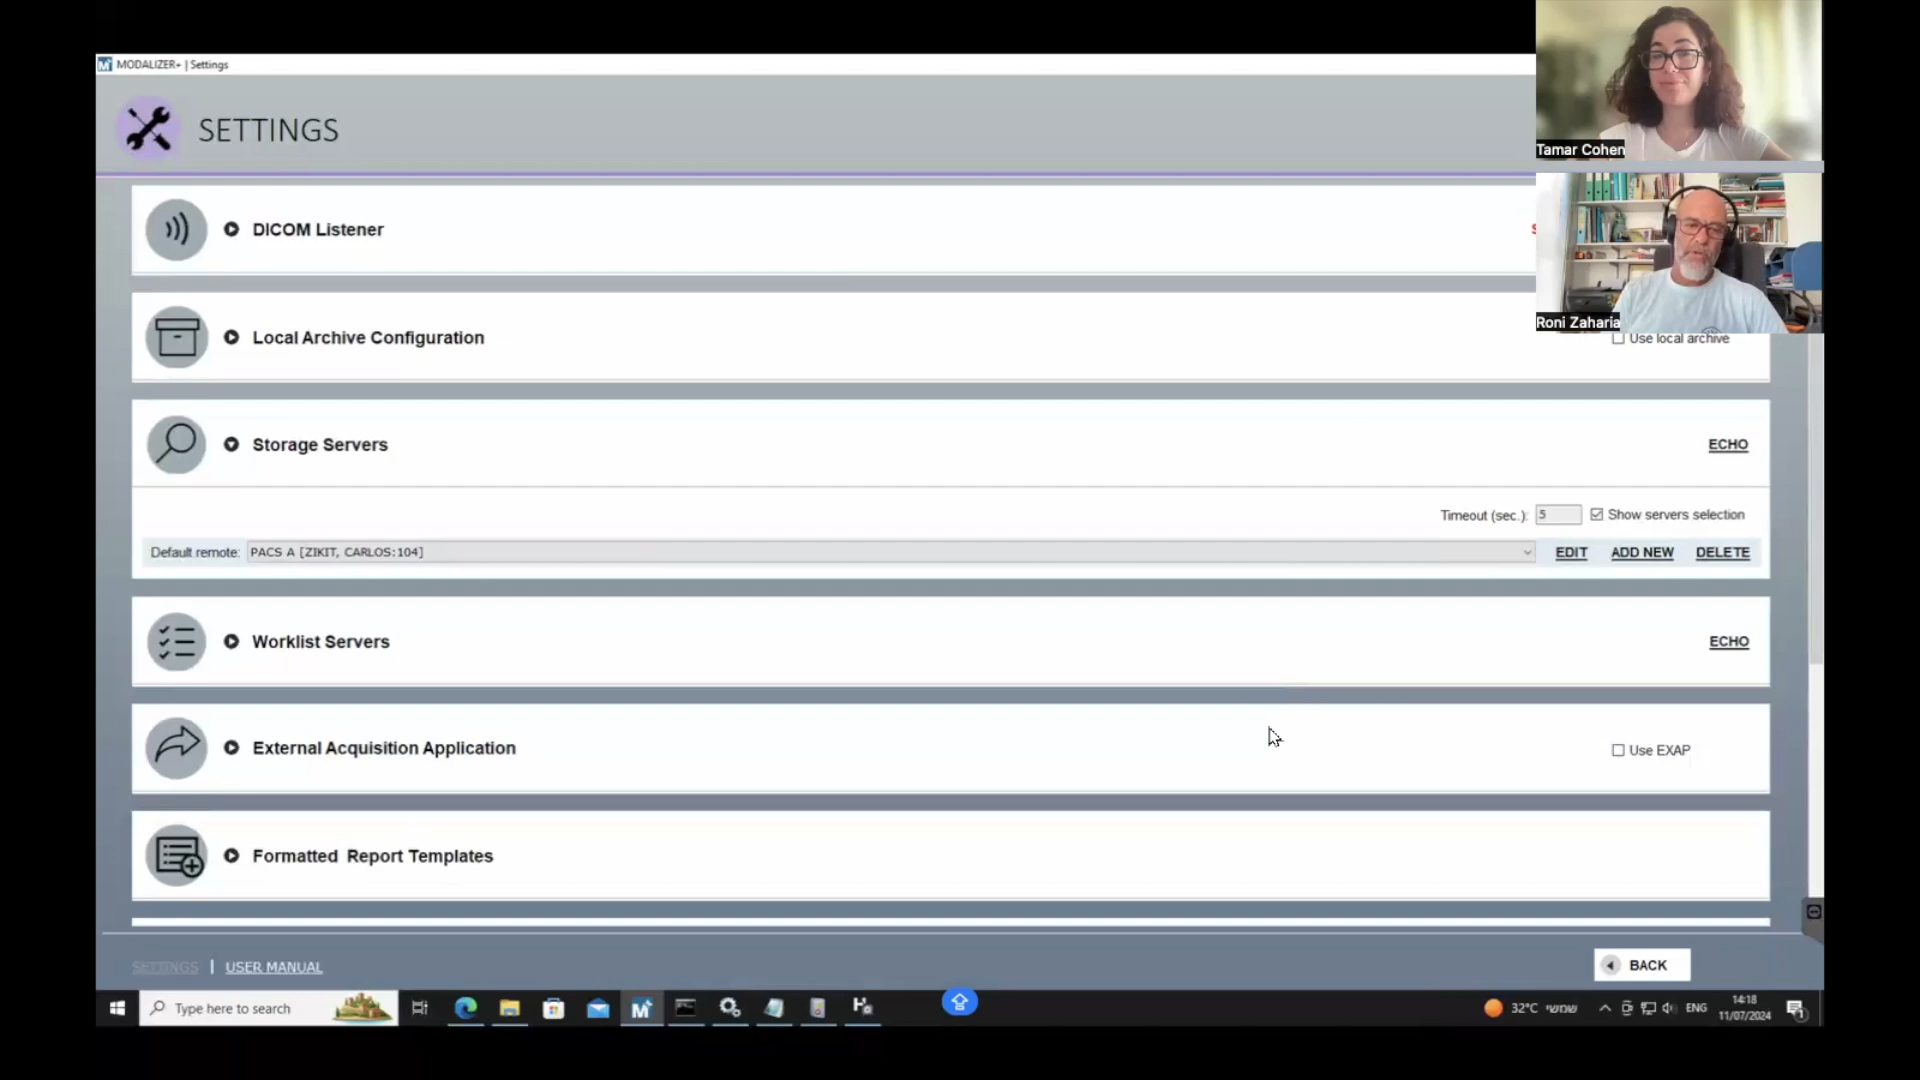 MODALIZER+ | Settings
SETTINGS
Tamar Cohen
DICOM Listener
Roni Zaharia
Local Archive Configuration
Use local archive
Storage Servers
ECHO
Timeout (sec.): 5 Show servers selection
Default remote: PACS A [ZIKIT, CARLOS:104] EDIT ADD NEW DELETE
Worklist Servers
ECHO
External Acquisition Application
Use EXAP
Formatted Report Templates
SETTINGS | USER MANUAL
BACK
Type here to search
32°C שמשי
ENG
14:18
11/07/2024